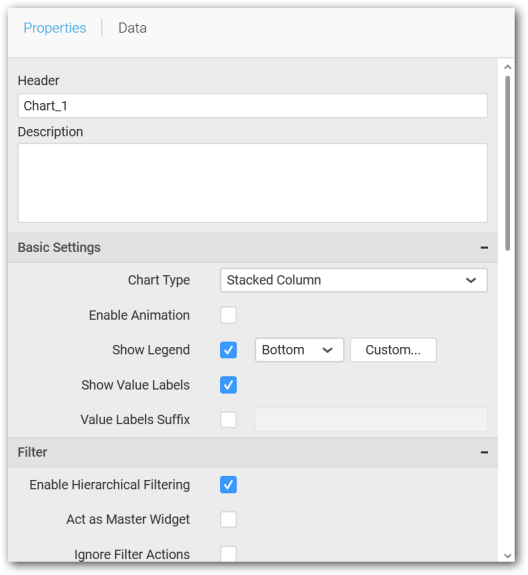 Properties Data
Header
Chart_1
Description
Basic Settings
Chart Type Stacked Column
Enable Animation
Show Legend Bottom Custom...
Show Value Labels
Value Labels Suffix
Filter
Enable Hierarchical Filtering
Act as Master Widget
Ignore Filter Actions